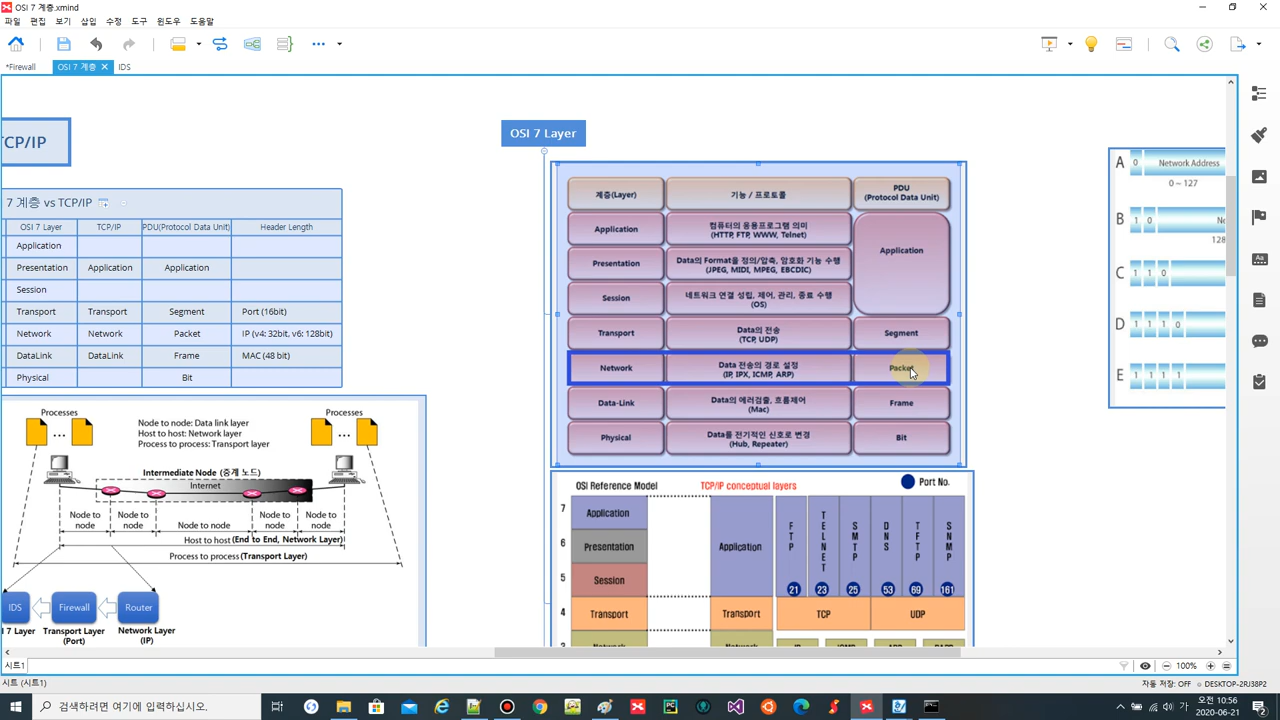 OSI 7 계층.xmind
파일 편집 보기 삽입 수정 도구 윈도우 도움말
*Firewall OSI 7 계층 IDS
TCP/IP
7 계층 vs TCP/IP
OSI 7 Layer TCP/IP PDU(Protocol Data Unit) Header Length
Application
Presentation Application Application
Session
Transport Transport Segment Port (16bit)
Network Network Packet IP (v4: 32bit, v6: 128bit)
DataLink DataLink Frame MAC (48 bit)
Physical Bit
Processes Processes
Node to node: Data link layer
Host to host: Network layer
Process to process: Transport layer
Intermediate Node (중계 노드)
Internet
Node to node Node to node Node to node Node to node Node to node
Host to host (End to End, Network Layer)
Process to process (Transport Layer)
IDS Firewall Router
7 Layer Transport Layer (Port) Network Layer (IP)
OSI 7 Layer
계층(Layer) 기능 / 프로토콜 PDU
(Protocol Data Unit)
Application 컴퓨터의 응용프로그램 의미
(HTTP, FTP, WWW, Telnet)
Application
Presentation Data의 Format을 정의/압축, 암호화 기능 수행
(JPEG, MIDI, MPEG, EBCDIC)
Session 네트워크 연결 성립, 제어, 관리, 종료 수행
(OS)
Transport Data의 전송
(TCP, UDP)
Segment
Network Data 전송의 경로 설정
(IP, IPX, ICMP, ARP)
Packet
Data-Link Data의 에러검출, 흐름제어
(Mac)
Frame
Physical Data를 전기적인 신호로 변경
(Hub, Repeater)
Bit
OSI Reference Model TCP/IP conceptual layers Port No.
7 Application
6 Presentation
5 Session
4 Transport
Network
Application
Transport
FTP TELNET SMTP DNS TFTP SNMP
21 23 25 53 69 161
TCP UDP
A 0 Network Address
0 ~ 127
B 1 0
128
C 1 1 0
D 1 1 1 0
E 1 1 1 1
시트1
100%
시트 (시트1)
자동 저장: OFF DESKTOP-2RJ38P2
검색하려면 여기에 입력하십시오.
가 오전 10:56
2020-06-21